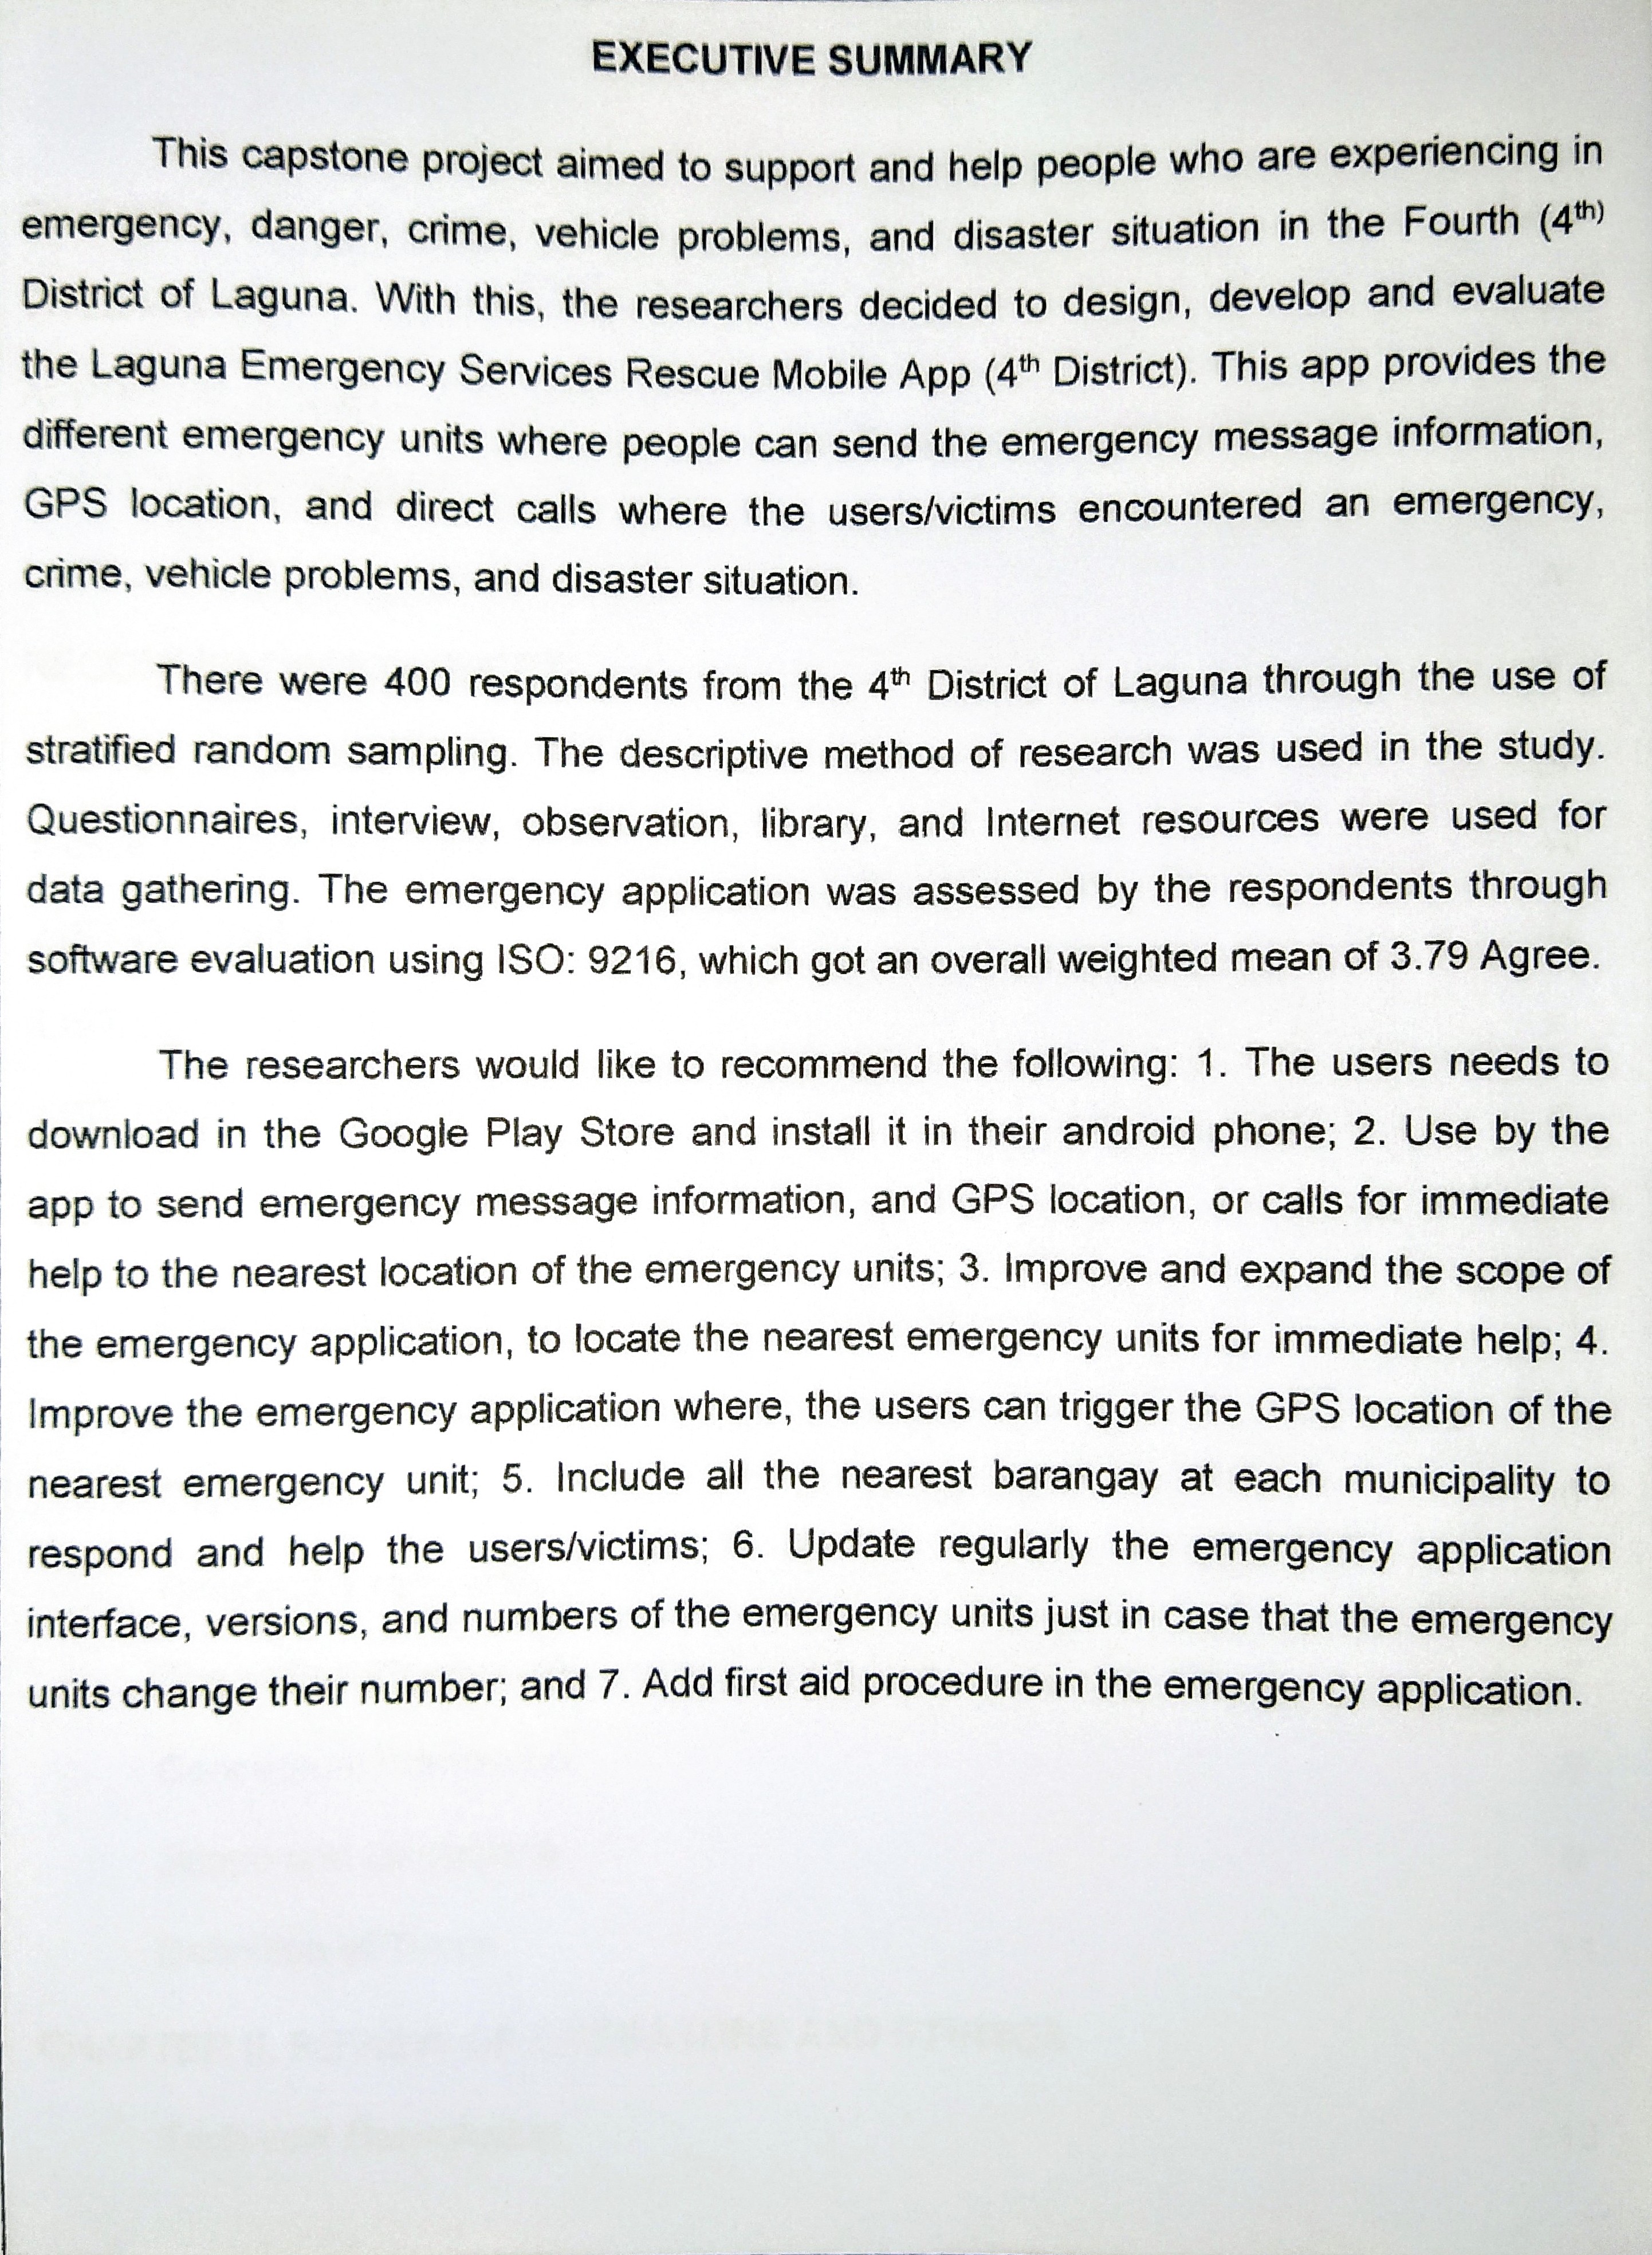 EXECUTIVE SUMMARY
This capstone project aimed to support and help people who are experiencing in
emergency, danger, crime, vehicle problems, and disaster situation in the Fourth (4th)
District of Laguna. With this, the researchers decided to design, develop and evaluate
the Laguna Emergency Services Rescue Mobile App (4th District). This app provides the
different emergency units where people can send the emergency message information,
GPS location, and direct calls where the users/victims encountered an emergency,
crime, vehicle problems, and disaster situation.
There were 400 respondents from the 4th District of Laguna through the use of
stratified random sampling. The descriptive method of research was used in the study.
Questionnaires, interview, observation, library, and Internet resources were used for
data gathering. The emergency application was assessed by the respondents through
software evaluation using ISO: 9216, which got an overall weighted mean of 3.79 Agree.
The researchers would like to recommend the following: 1. The users needs to
download in the Google Play Store and install it in their android phone; 2. Use by the
app to send emergency message information, and GPS location, or calls for immediate
help to the nearest location of the emergency units; 3. Improve and expand the scope of
the emergency application, to locate the nearest emergency units for immediate help; 4.
Improve the emergency application where, the users can trigger the GPS location of the
nearest emergency unit; 5. Include all the nearest barangay at each municipality to
respond and help the users/victims; 6. Update regularly the emergency application
interface, versions, and numbers of the emergency units just in case that the emergency
units change their number; and 7. Add first aid procedure in the emergency application.